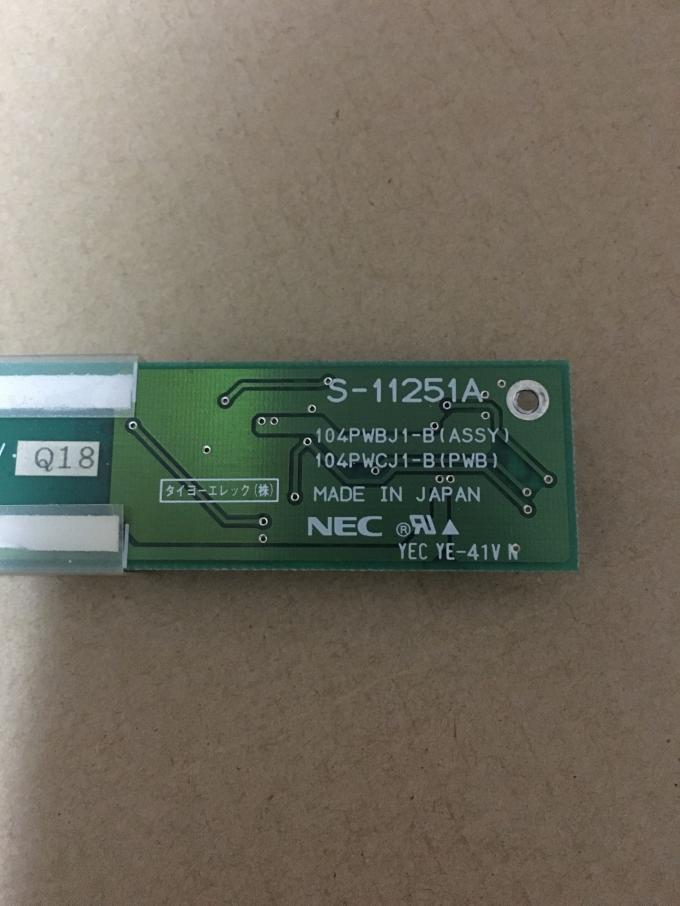 S-11251A
104PWBJ1-B(ASSY)
104PWCJ1-B(PWB)
Q18
タイヨーエレック(株)
MADE IN JAPAN
NEC ® UR
YEC YE-41V